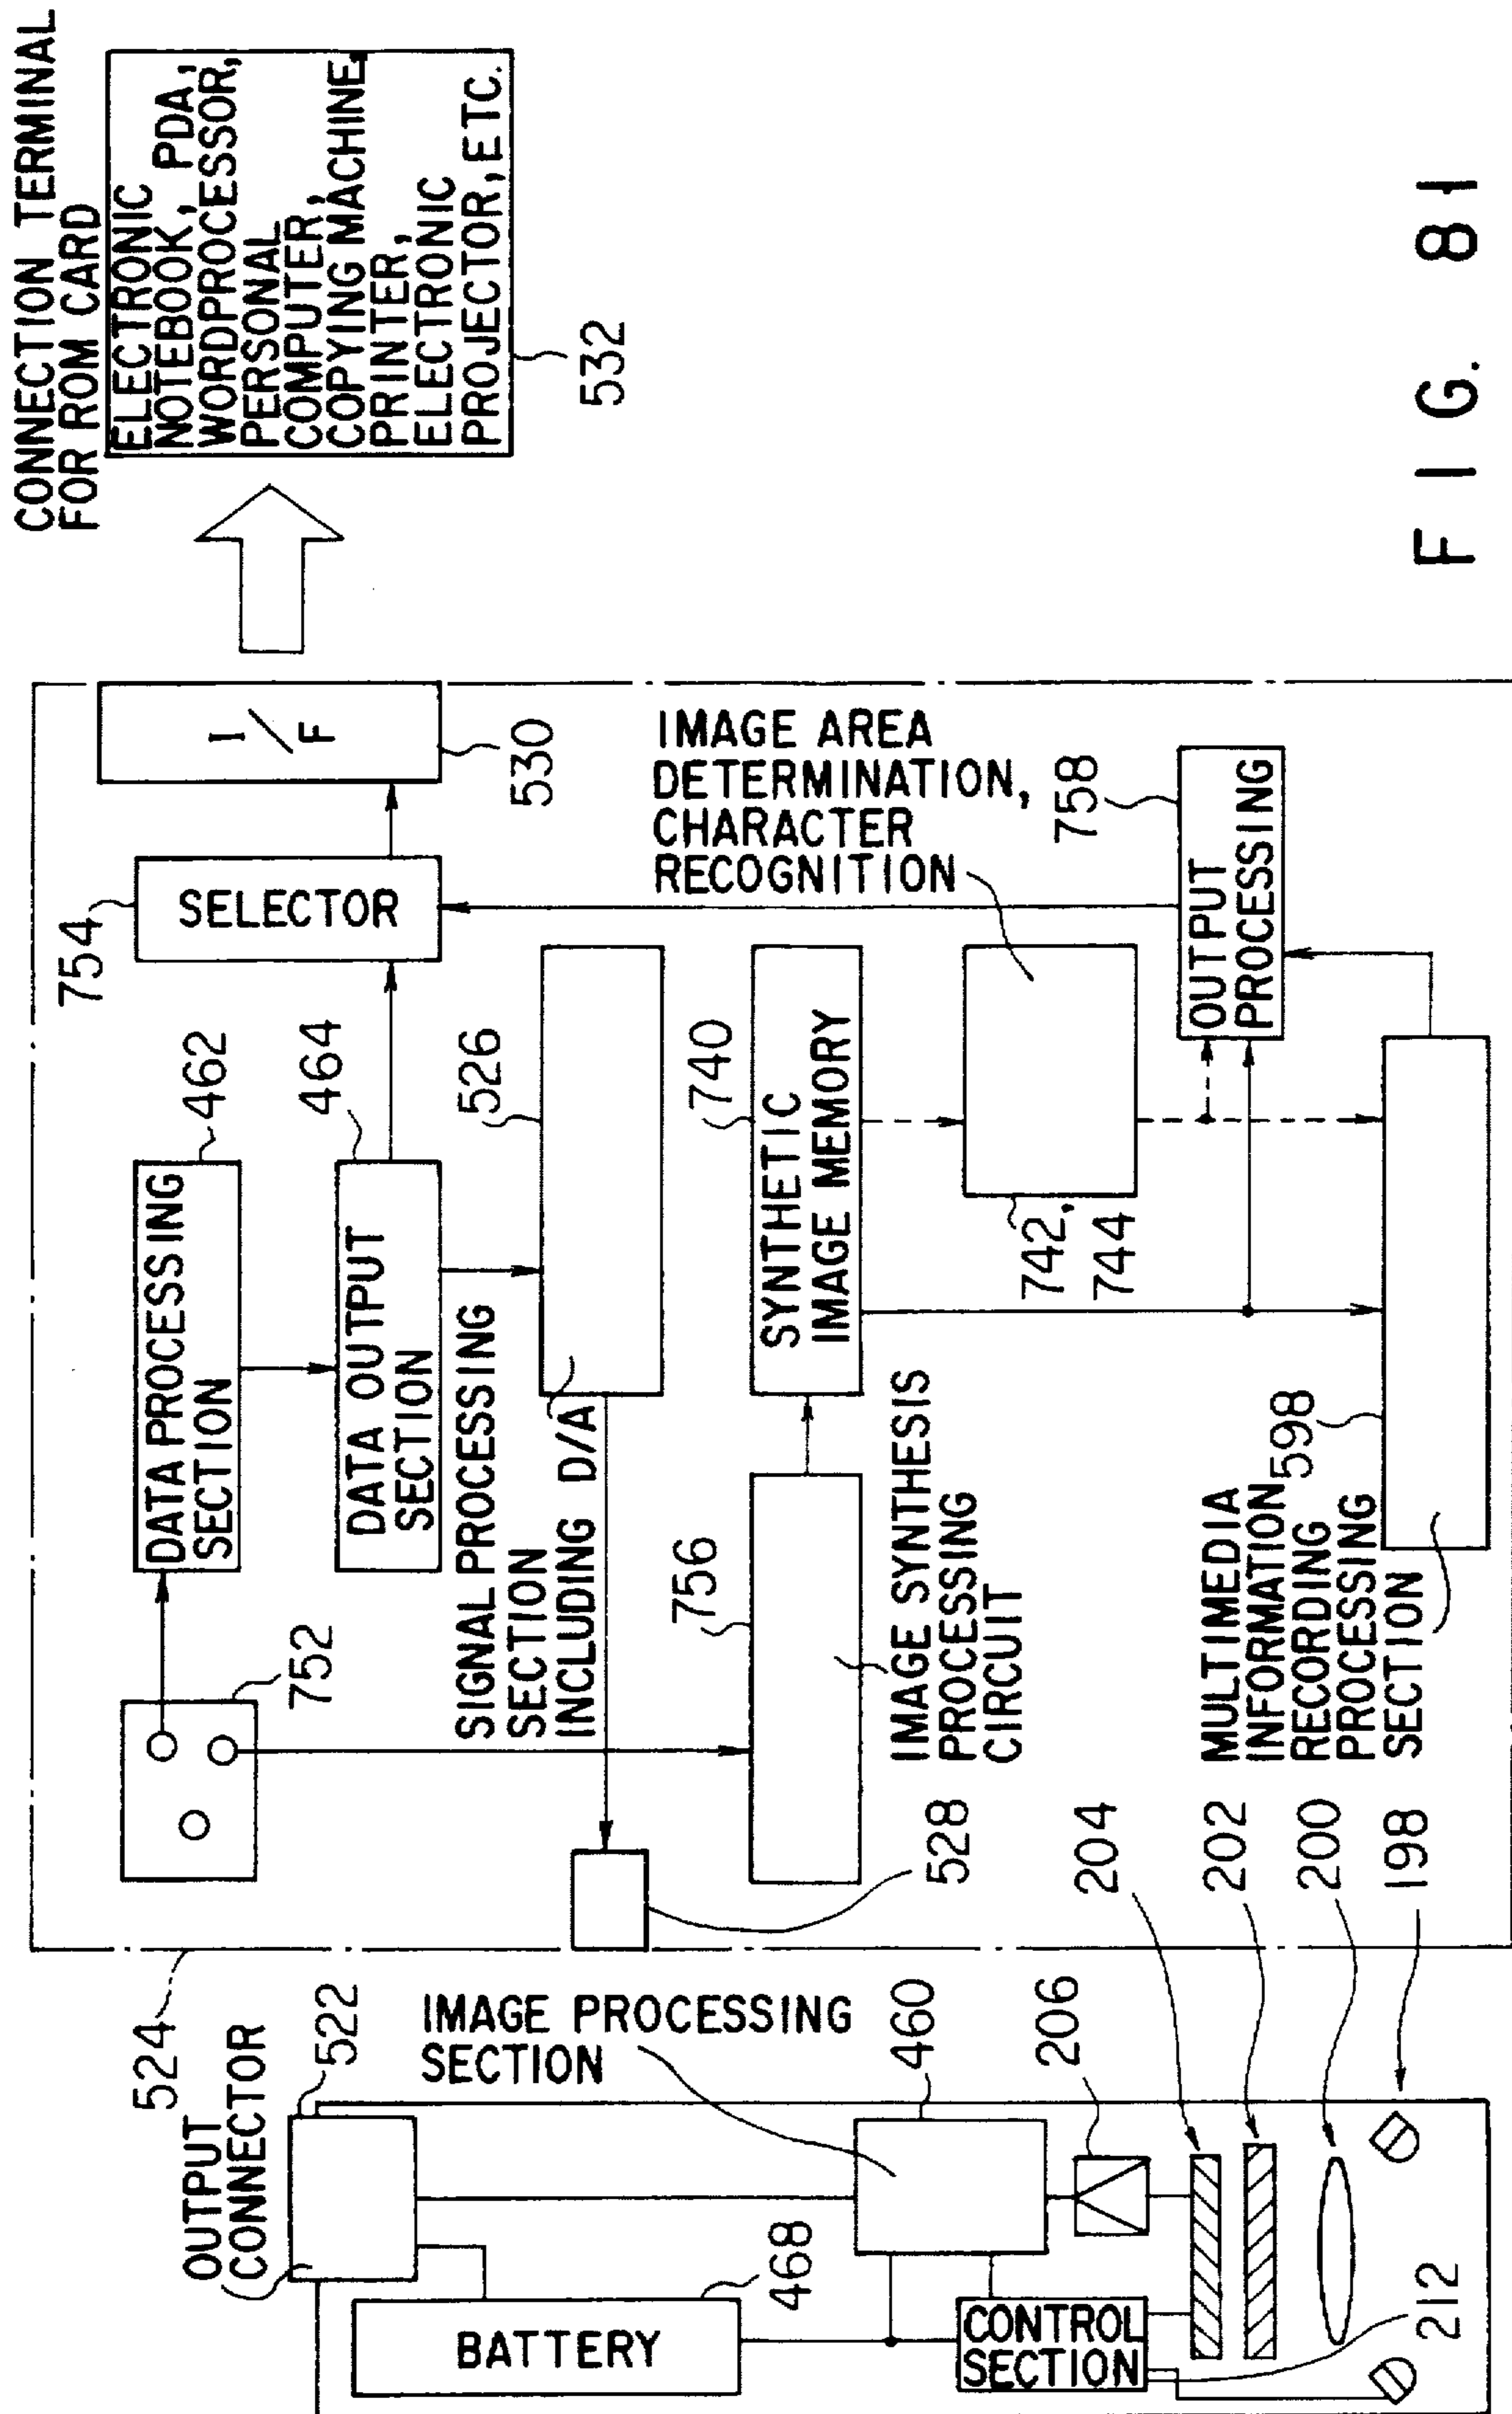 CONNECTION TERMINAL
FOR ROM CARD
ELECTRONIC
NOTEBOOK, PDA,
WORDPROCESSOR,
PERSONAL
COMPUTER,
COPYING MACHINE,
PRINTER,
ELECTRONIC
PROJECTOR, ETC.
532
I/F
530
754
SELECTOR
462
DATA PROCESSING
SECTION
464
DATA OUTPUT
SECTION
752
SIGNAL PROCESSING
SECTION
INCLUDING D/A
526
IMAGE AREA
DETERMINATION,
CHARACTER
RECOGNITION
758
OUTPUT
PROCESSING
740
SYNTHETIC
IMAGE MEMORY
742,
744
756
IMAGE SYNTHESIS
PROCESSING
CIRCUIT
528
MULTIMEDIA
INFORMATION
RECORDING
PROCESSING
SECTION
598
524
OUTPUT
CONNECTOR
522
IMAGE PROCESSING
SECTION
460
206
204
202
200
198
468
BATTERY
CONTROL
SECTION
212
FIG. 81